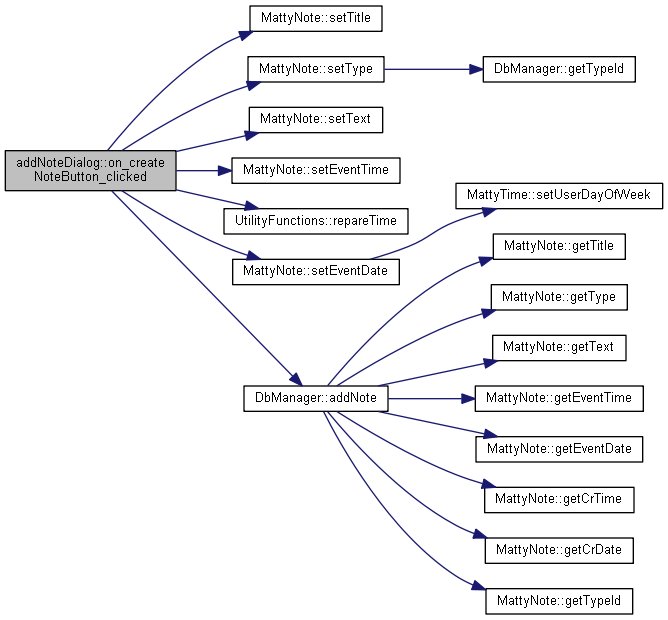 MattyNote::setTitle
MattyNote::setType
DbManager::getTypeId
MattyNote::setText
addNoteDialog::on_create
NoteButton_clicked
MattyNote::setEventTime
MattyTime::setUserDayOfWeek
UtilityFunctions::repareTime
MattyNote::getTitle
MattyNote::setEventDate
MattyNote::getType
MattyNote::getText
DbManager::addNote
MattyNote::getEventTime
MattyNote::getEventDate
MattyNote::getCrTime
MattyNote::getCrDate
MattyNote::getTypeId